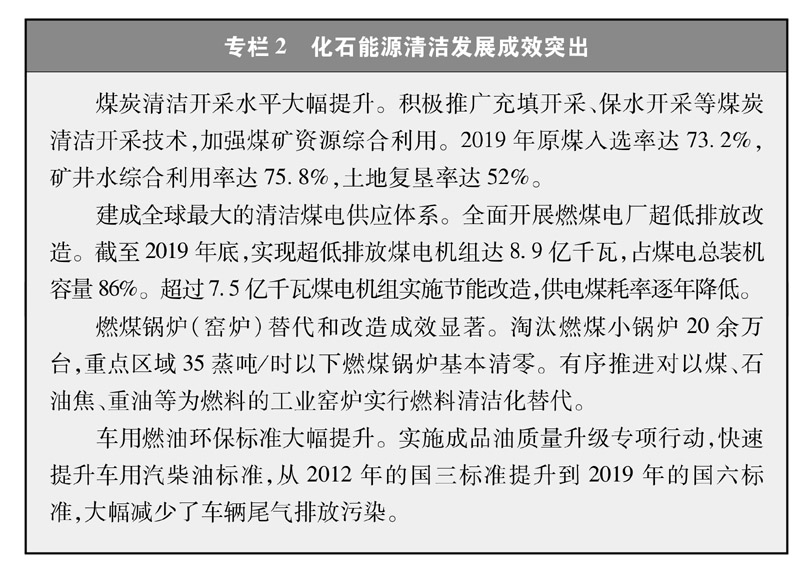 专栏 2　化石能源清洁发展成效突出
煤炭清洁开采水平大幅提升。积极推广充填开采、保水开采等煤炭
清洁开采技术,加强煤矿资源综合利用。2019 年原煤入选率达 73. 2%,
矿井水综合利用率达 75. 8%,土地复垦率达 52%。
建成全球最大的清洁煤电供应体系。全面开展燃煤电厂超低排放改
造。截至 2019 年底,实现超低排放煤电机组达 8. 9 亿千瓦,占煤电总装机
容量 86%。超过 7. 5 亿千瓦煤电机组实施节能改造,供电煤耗率逐年降低。
燃煤锅炉(窑炉)替代和改造成效显著。淘汰燃煤小锅炉 20 余万
台,重点区域 35 蒸吨/时以下燃煤锅炉基本清零。有序推进对以煤、石
油焦、重油等为燃料的工业窑炉实行燃料清洁化替代。
车用燃油环保标准大幅提升。实施成品油质量升级专项行动,快速
提升车用汽柴油标准,从 2012 年的国三标准提升到 2019 年的国六标
准,大幅减少了车辆尾气排放污染。